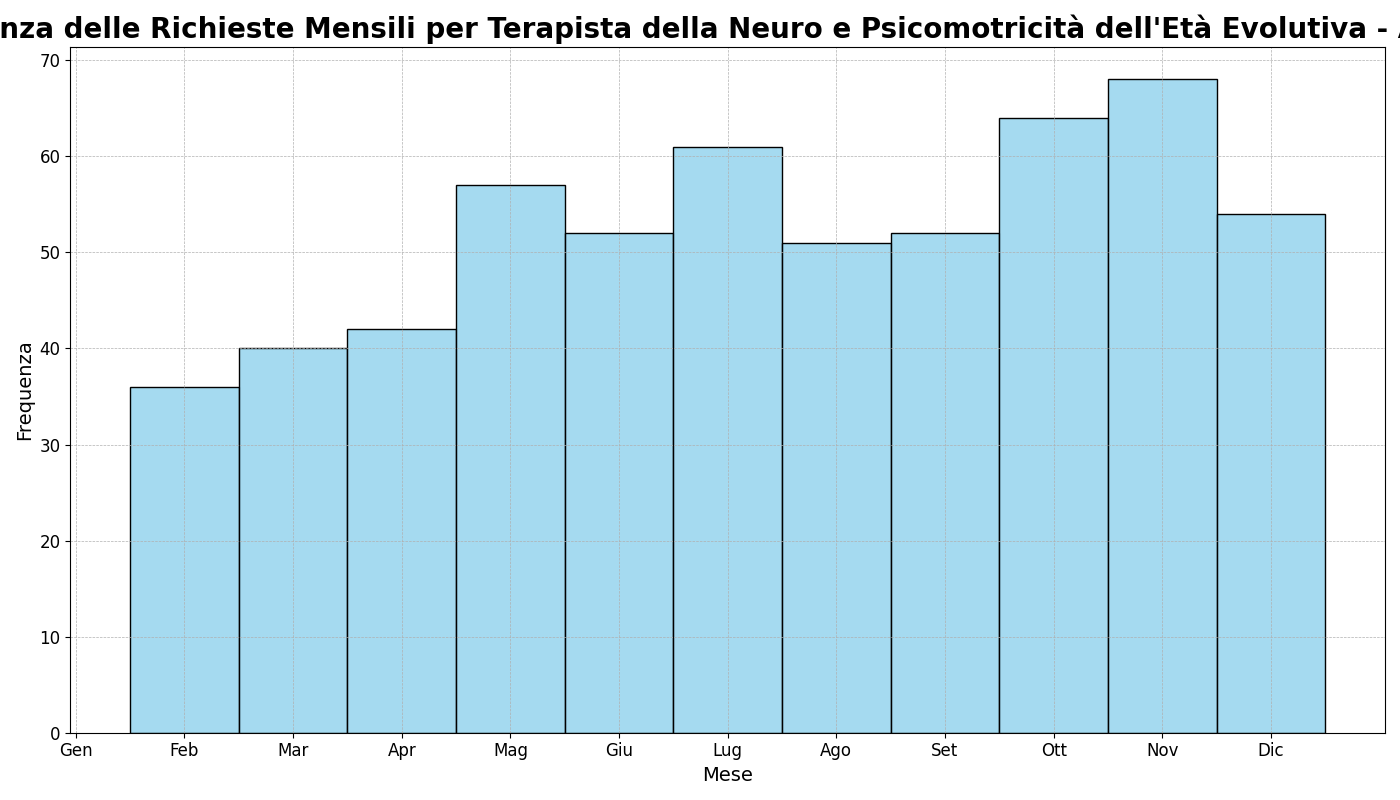 delle Richieste Mensili per Terapista della Neuro e Psicomotricità dell'Età Evolutiva -
70
60
50
40
30
20
10
0
Frequenza
Gen Feb Mar Apr Mag Giu Lug Ago Set Ott Nov Dic
Mese